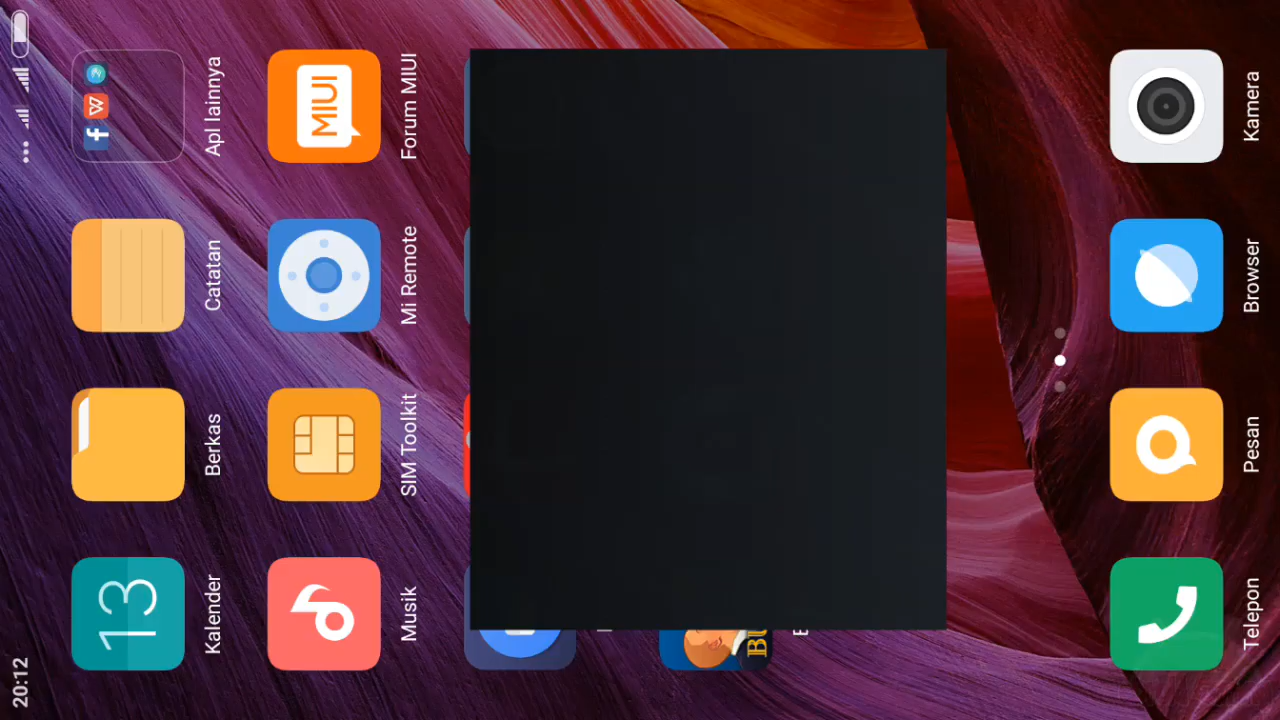 20:12
13
Kalender
Berkas
Catatan
Apl lainnya
Musik
SIM Toolkit
Mi Remote
MIUI
Forum MIUI
Telepon
Pesan
Browser
Kamera